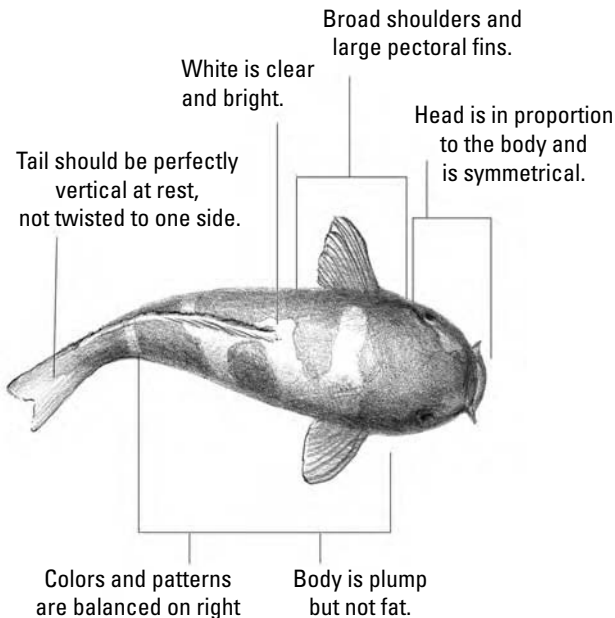 Broad shoulders and
large pectoral fins.
White is clear
and bright.
Head is in proportion
to the body and
is symmetrical.
Tail should be perfectly
vertical at rest,
not twisted to one side.
Colors and patterns
are balanced on right
Body is plump
but not fat.